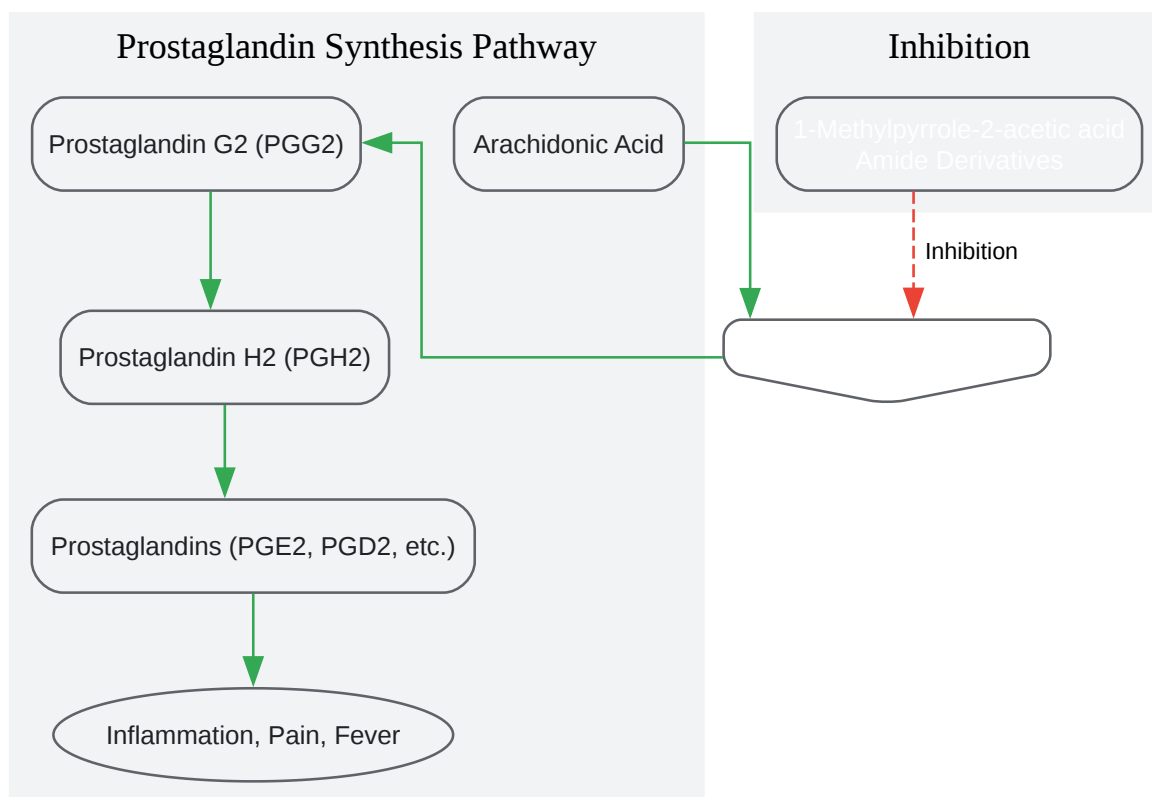 Prostaglandin Synthesis Pathway
Inhibition
Prostaglandin G2 (PGG2)
Arachidonic Acid
1-Methylpyrrole-2-acetic acid
Amide Derivatives
Inhibition
Prostaglandin H2 (PGH2)
Prostaglandins (PGE2, PGD2, etc.)
Inflammation, Pain, Fever